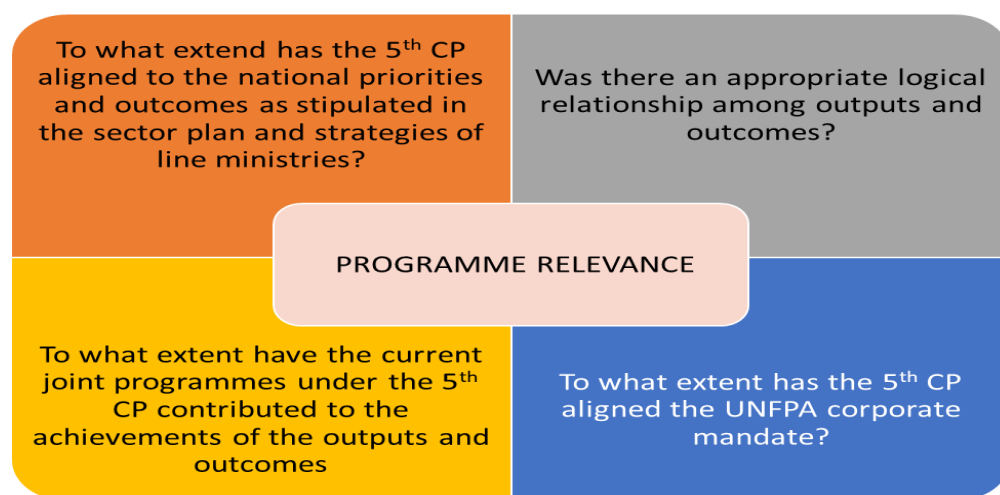 To what extend has the 5th CP
aligned to the national priorities
and outcomes as stipulated in
the sector plan and strategies of
line ministries?
Was there an appropriate logical
relationship among outputs and
outcomes?
PROGRAMME RELEVANCE
To what extent have the current
joint programmes under the 5th
CP contributed to the
achievements of the outputs and
outcomes
To what extent has the 5th CP
aligned the UNFPA corporate
mandate?